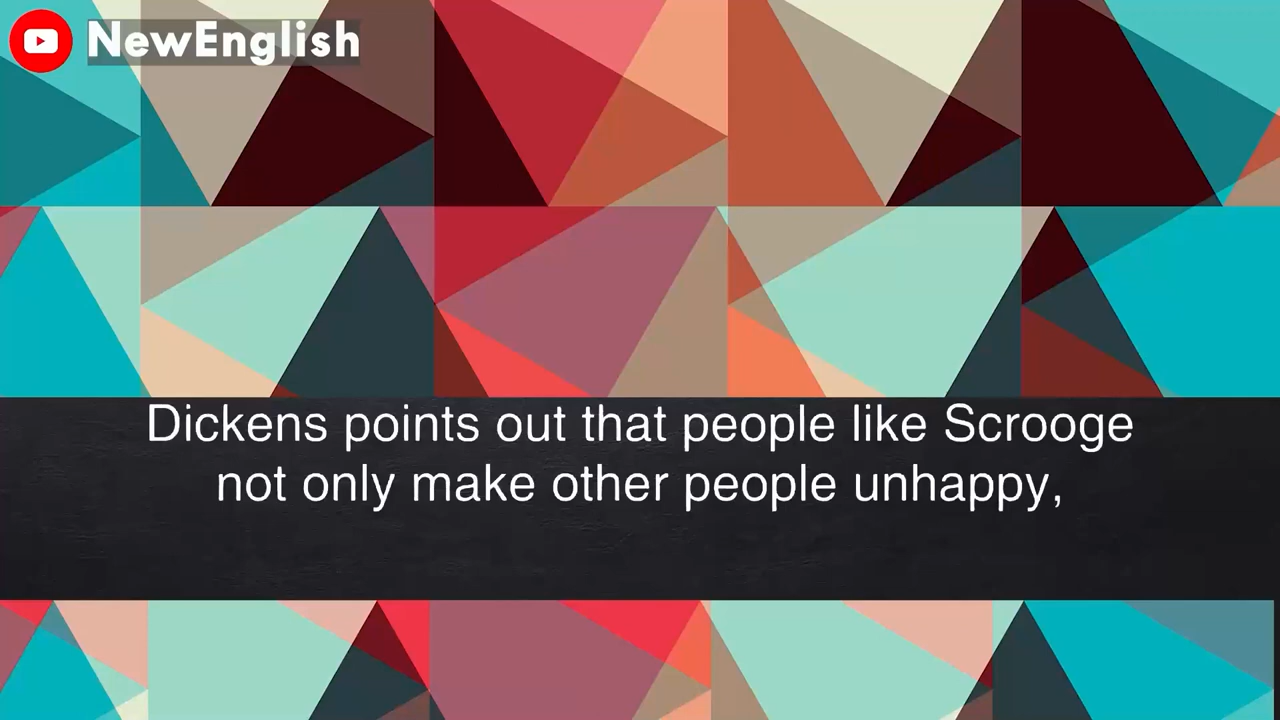 NewEnglish
Dickens points out that people like Scrooge
not only make other people unhappy,